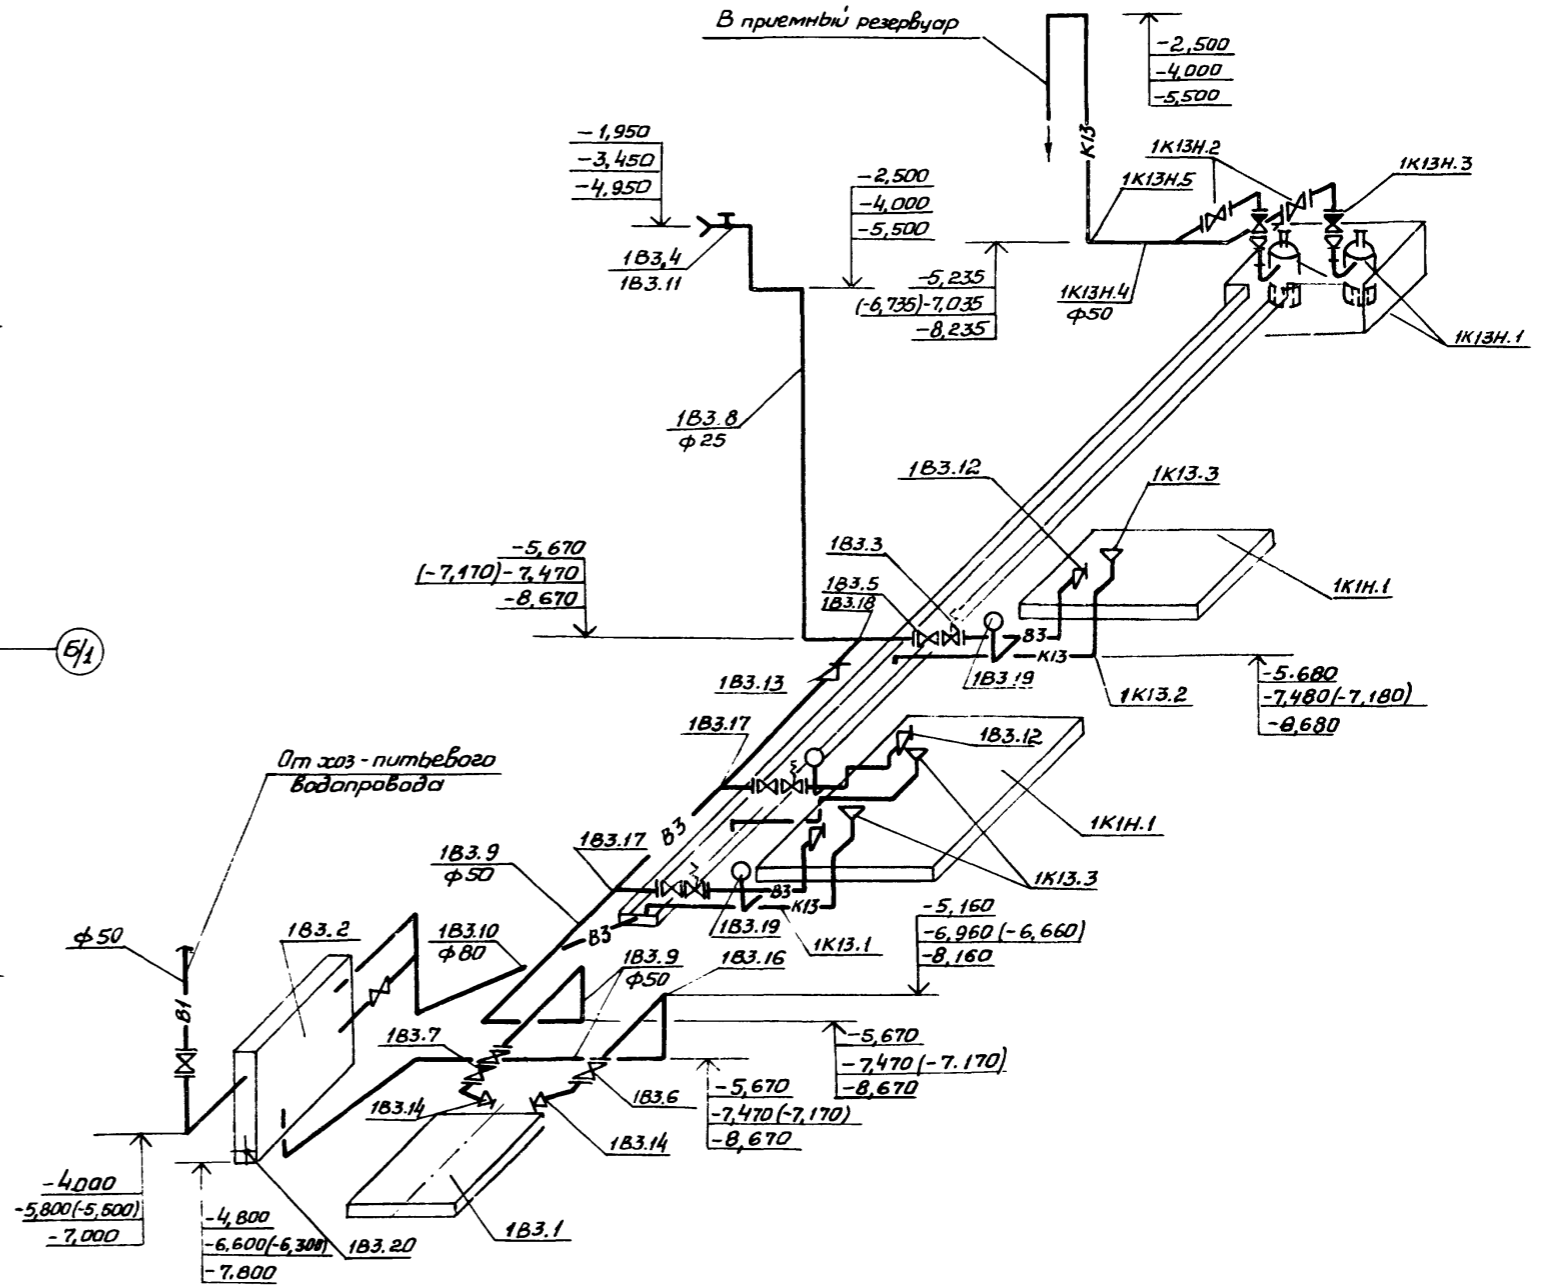 В приемный резервуар
-2,500
-4,000
-5,500
К13
-1,950
-3,450
-4,950
-2,500
-4,000
-5,500
1К13Н.2
1К13Н.5
1К13Н.3
1В3,4
1В3.11
-5,235
(-6,735)-7,035
-8,235
1К13Н.4
ф50
1К13Н.1
1В3.8
ф25
1В3.12
1К13.3
-5,670
(-7,170)-7,470
-8,670
1В3.3
1В3.5
1В3.18
1К1Н.1
Б/1
В3
К13
1В3.13
1В3.19
1К13.2
-5.680
-7,480(-7,180)
-8,680
1В3.17
1В3.12
От хоз-питьевого
водопровода
В3
1К1Н.1
1В3.17
1В3.9
ф50
1К13.3
В3
К13
В3
1В3.19
1К13.1
-5,160
-6,960(-6,660)
-8,160
ф50
1В3.2
1В3.10
ф80
1В3.9
ф50
1В3.16
В1
1В3.7
-5,670
-7,470(-7.170)
-8,670
1В3.14
1В3.6
-5,670
-7,470(-7,170)
-8,670
1В3.14
-4.000
-5,800(-5,500)
-7,000
-4,800
-6,600(-6,300)
-7.800
1В3.20
1В3.1